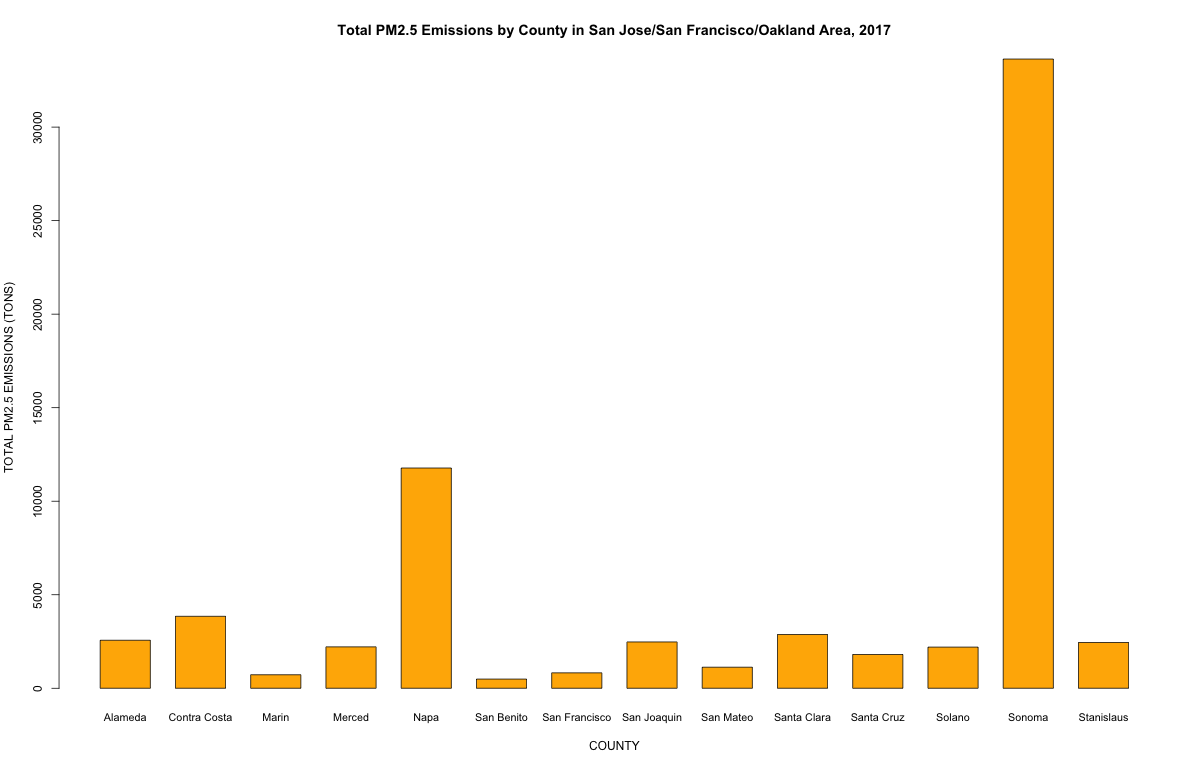 Total PM2.5 Emissions by County in San Jose/San Francisco/Oakland Area, 2017
TOTAL PM2.5 EMISSIONS (TONS)
30000
25000
20000
15000
10000
5000
0
Alameda Contra Costa Marin Merced Napa San Benito San Francisco San Joaquin San Mateo Santa Clara Santa Cruz Solano Sonoma Stanislaus
COUNTY